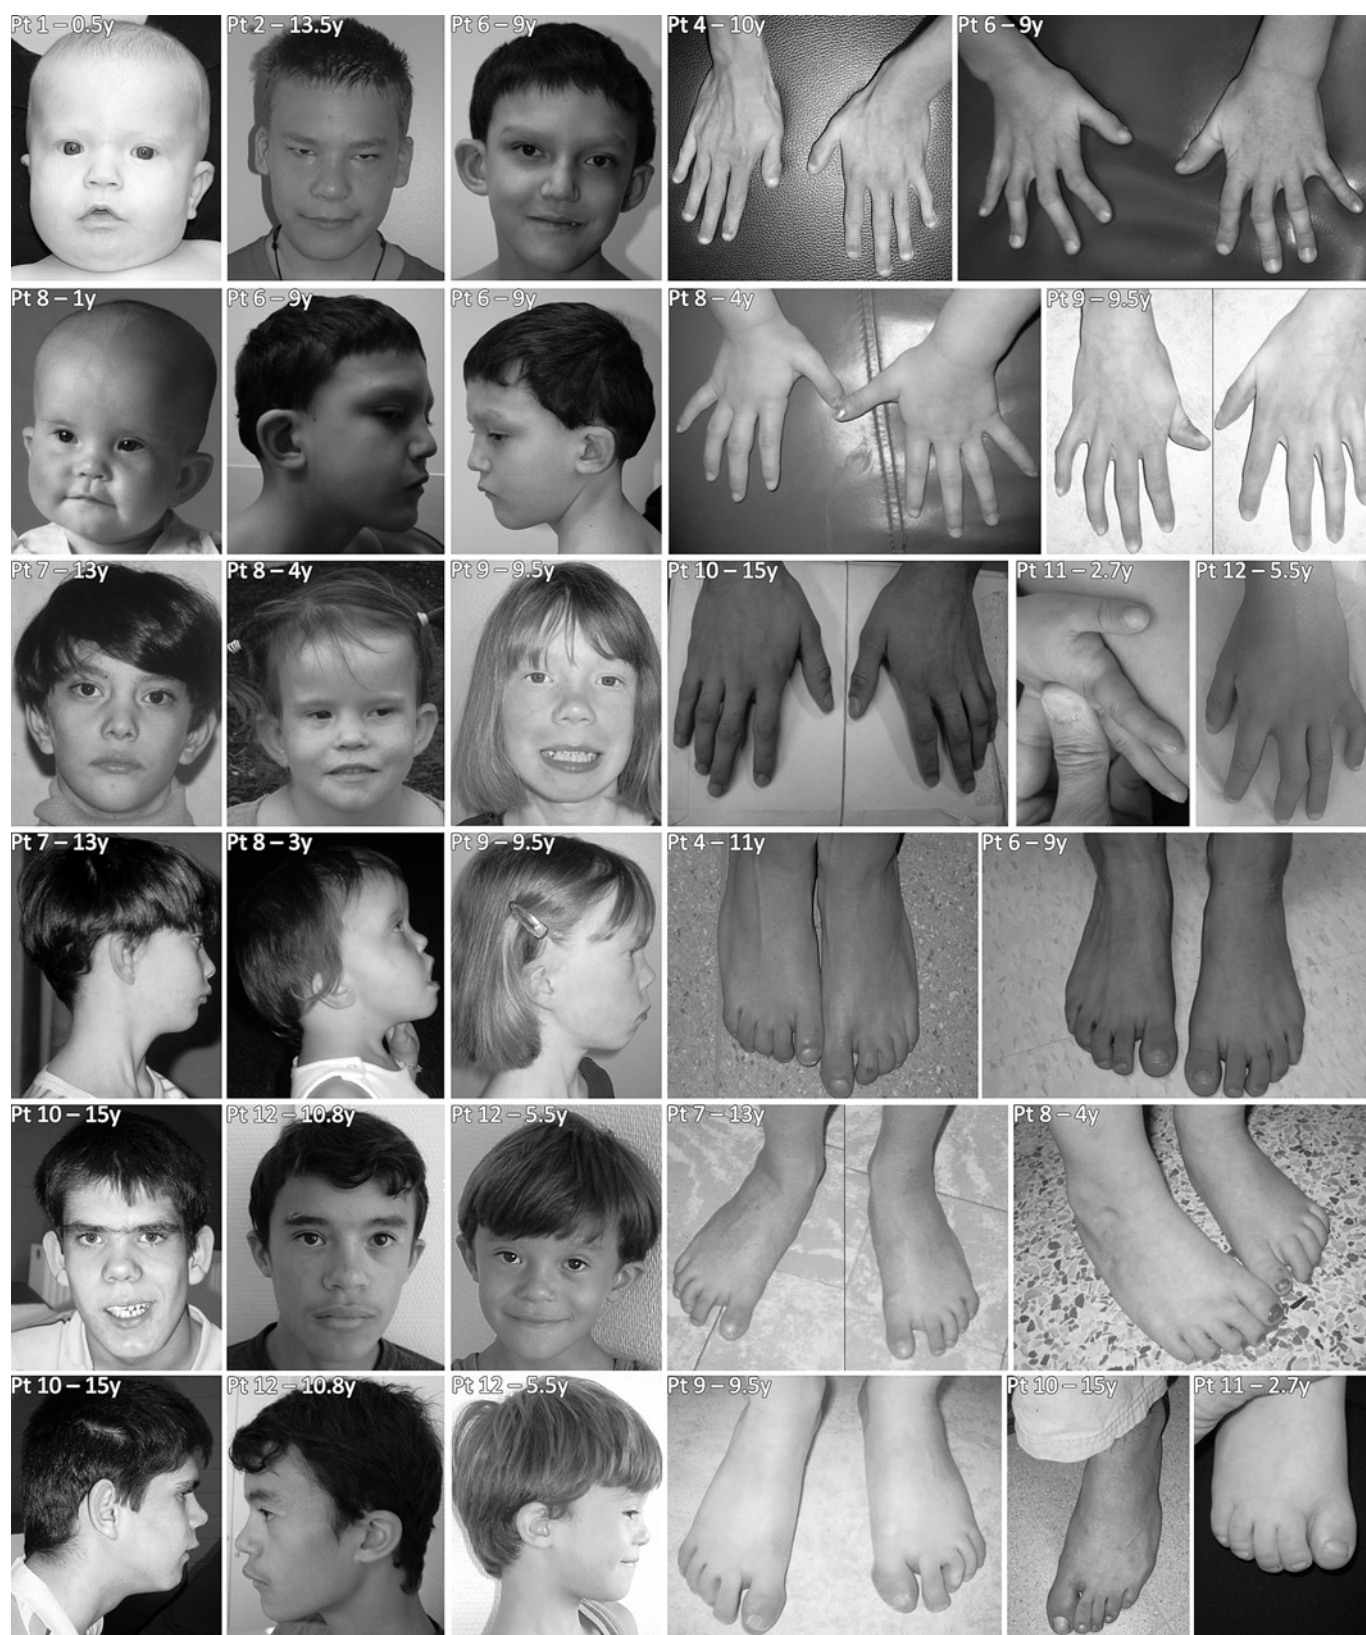 Pt 1 – 0.5y
Pt 2 – 13.5y
Pt 6 – 9y
Pt 4 – 10y
Pt 6 – 9y
Pt 8 – 1y
Pt 6 – 9y
Pt 6 – 9y
Pt 8 – 4y
Pt 9 – 9.5y
Pt 7 – 13y
Pt 8 – 4y
Pt 9 – 9.5y
Pt 10 – 15y
Pt 11 – 2.7y
Pt 12 – 5.5y
Pt 7 – 13y
Pt 8 – 3y
Pt 9 – 9.5y
Pt 4 – 11y
Pt 6 – 9y
Pt 10 – 15y
Pt 12 – 10.8y
Pt 12 – 5.5y
Pt 7 – 13y
Pt 8 – 4y
Pt 10 – 15y
Pt 12 – 10.8y
Pt 12 – 5.5y
Pt 9 – 9.5y
Pt 10 – 15y
Pt 11 – 2.7y